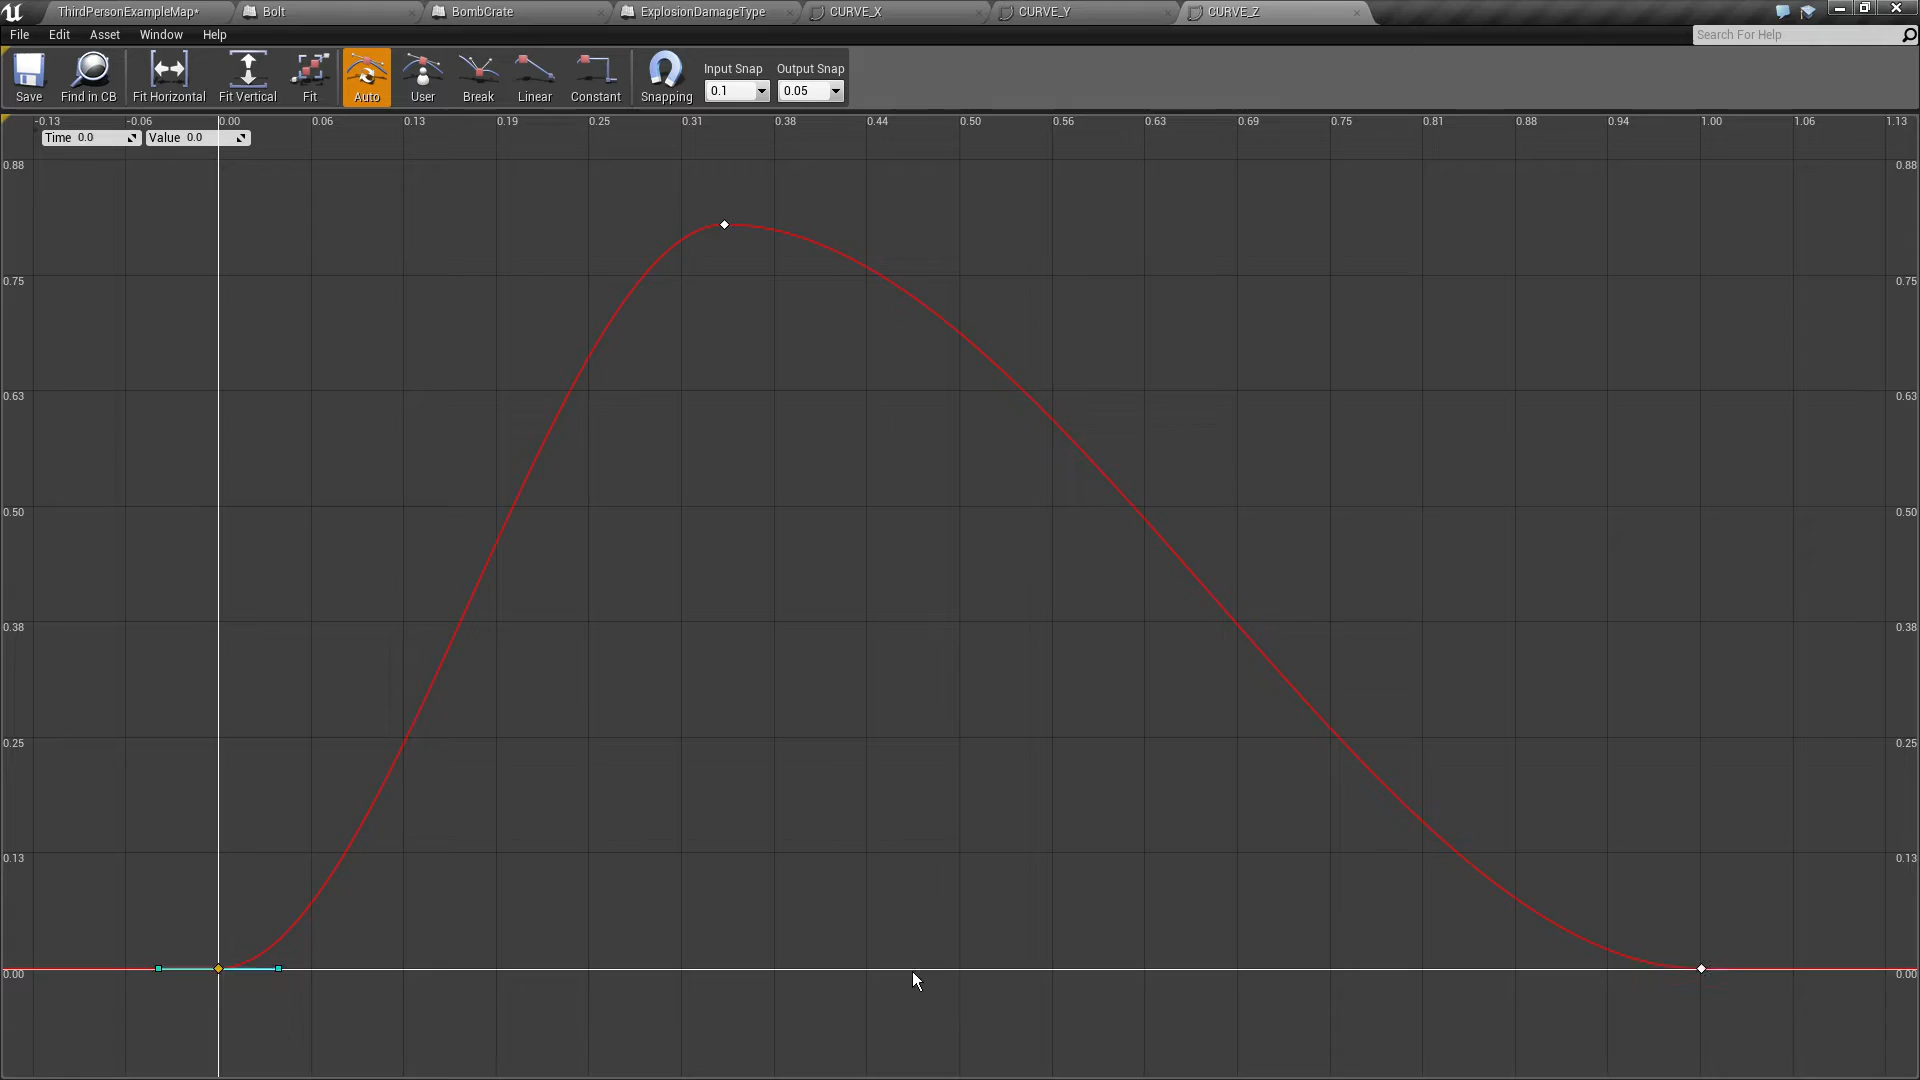 ThirdPersonExampleMap* Bolt BombCrate ExplosionDamageType CURVE_X CURVE_Y CURVE_Z
File Edit Asset Window Help Search For Help
Input Snap Output Snap
0.1 0.05
Save Find in CB Fit Horizontal Fit Vertical Fit Auto User Break Linear Constant Snapping
-0.13 -0.06 0.00 0.06 0.13 0.19 0.25 0.31 0.38 0.44 0.50 0.56 0.63 0.69 0.75 0.81 0.88 0.94 1.00 1.06 1.13
Time 0.0 Value 0.0
0.88 0.88
0.75 0.75
0.63 0.63
0.50 0.50
0.38 0.38
0.25 0.25
0.13 0.13
0.00 0.00